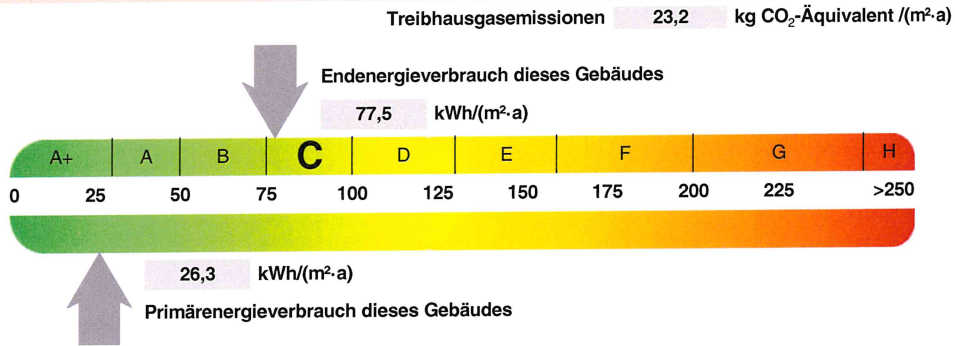 Treibhausgasemissionen 23,2 kg CO₂-Äquivalent /(m²·a)
Endenergieverbrauch dieses Gebäudes
77,5 kWh/(m²·a)
A+ A B C D E F G H
0 25 50 75 100 125 150 175 200 225 >250
26,3 kWh/(m²·a)
Primärenergieverbrauch dieses Gebäudes